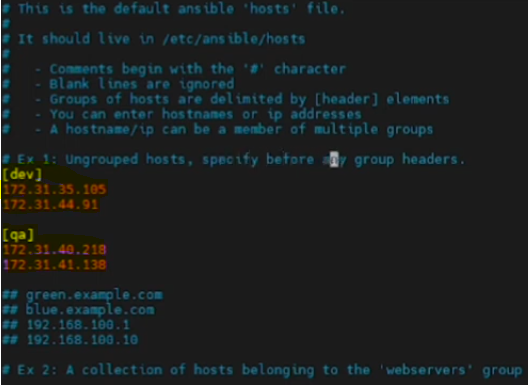 # This is the default ansible 'hosts' file.
#
# It should live in /etc/ansible/hosts
#
#   - Comments begin with the '#' character
#   - Blank lines are ignored
#   - Groups of hosts are delimited by [header] elements
#   - You can enter hostnames or ip addresses
#   - A hostname/ip can be a member of multiple groups
# Ex 1: Ungrouped hosts, specify before any group headers.
[dev]
172.31.35.105
172.31.44.91
[qa]
172.31.40.218
172.31.41.138
## green.example.com
## blue.example.com
## 192.168.100.1
## 192.168.100.10
# Ex 2: A collection of hosts belonging to the 'webservers' group